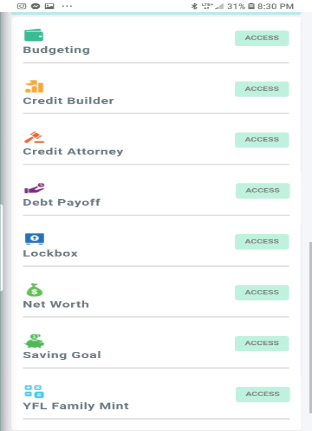 31% 8:30 PM
Budgeting ACCESS
Credit Builder ACCESS
Credit Attorney ACCESS
Debt Payoff ACCESS
Lockbox ACCESS
Net Worth ACCESS
Saving Goal ACCESS
YFL Family Mint ACCESS